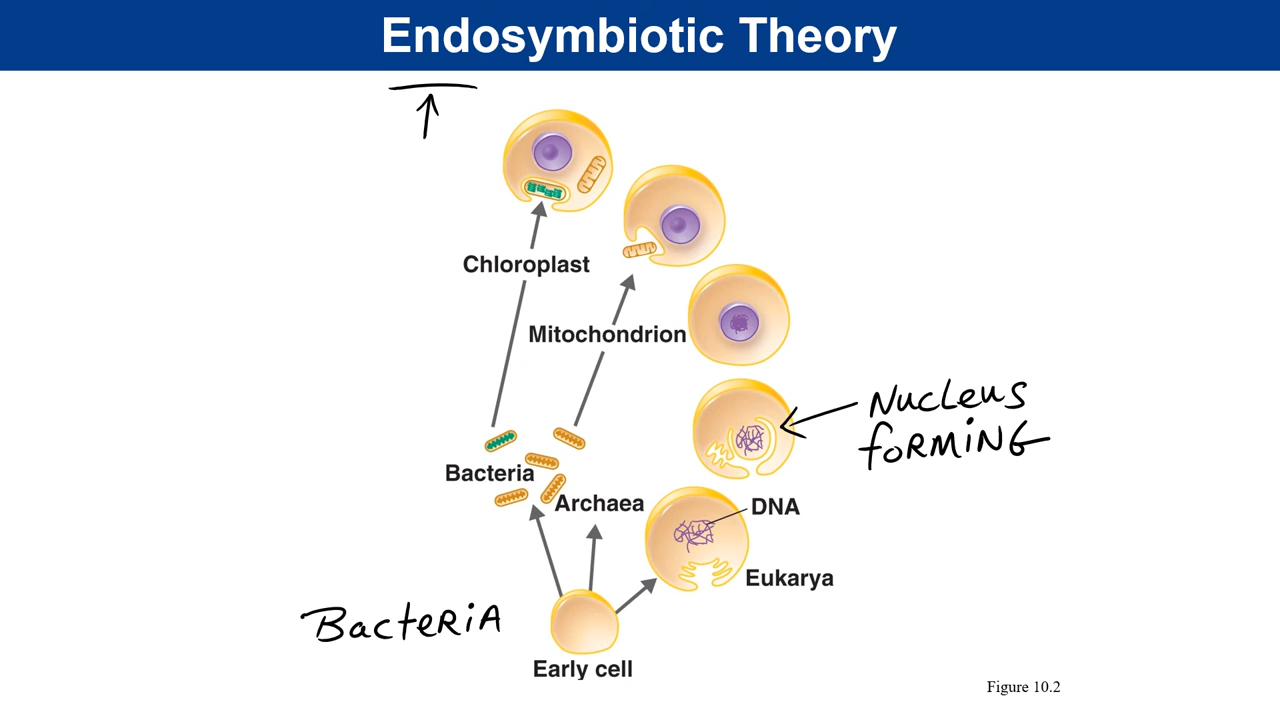 Endosymbiotic Theory
Chloroplast
Mitochondrion
Nucleus
forming
Bacteria
Archaea
DNA
Eukarya
Bacteria
Early cell
Figure 10.2